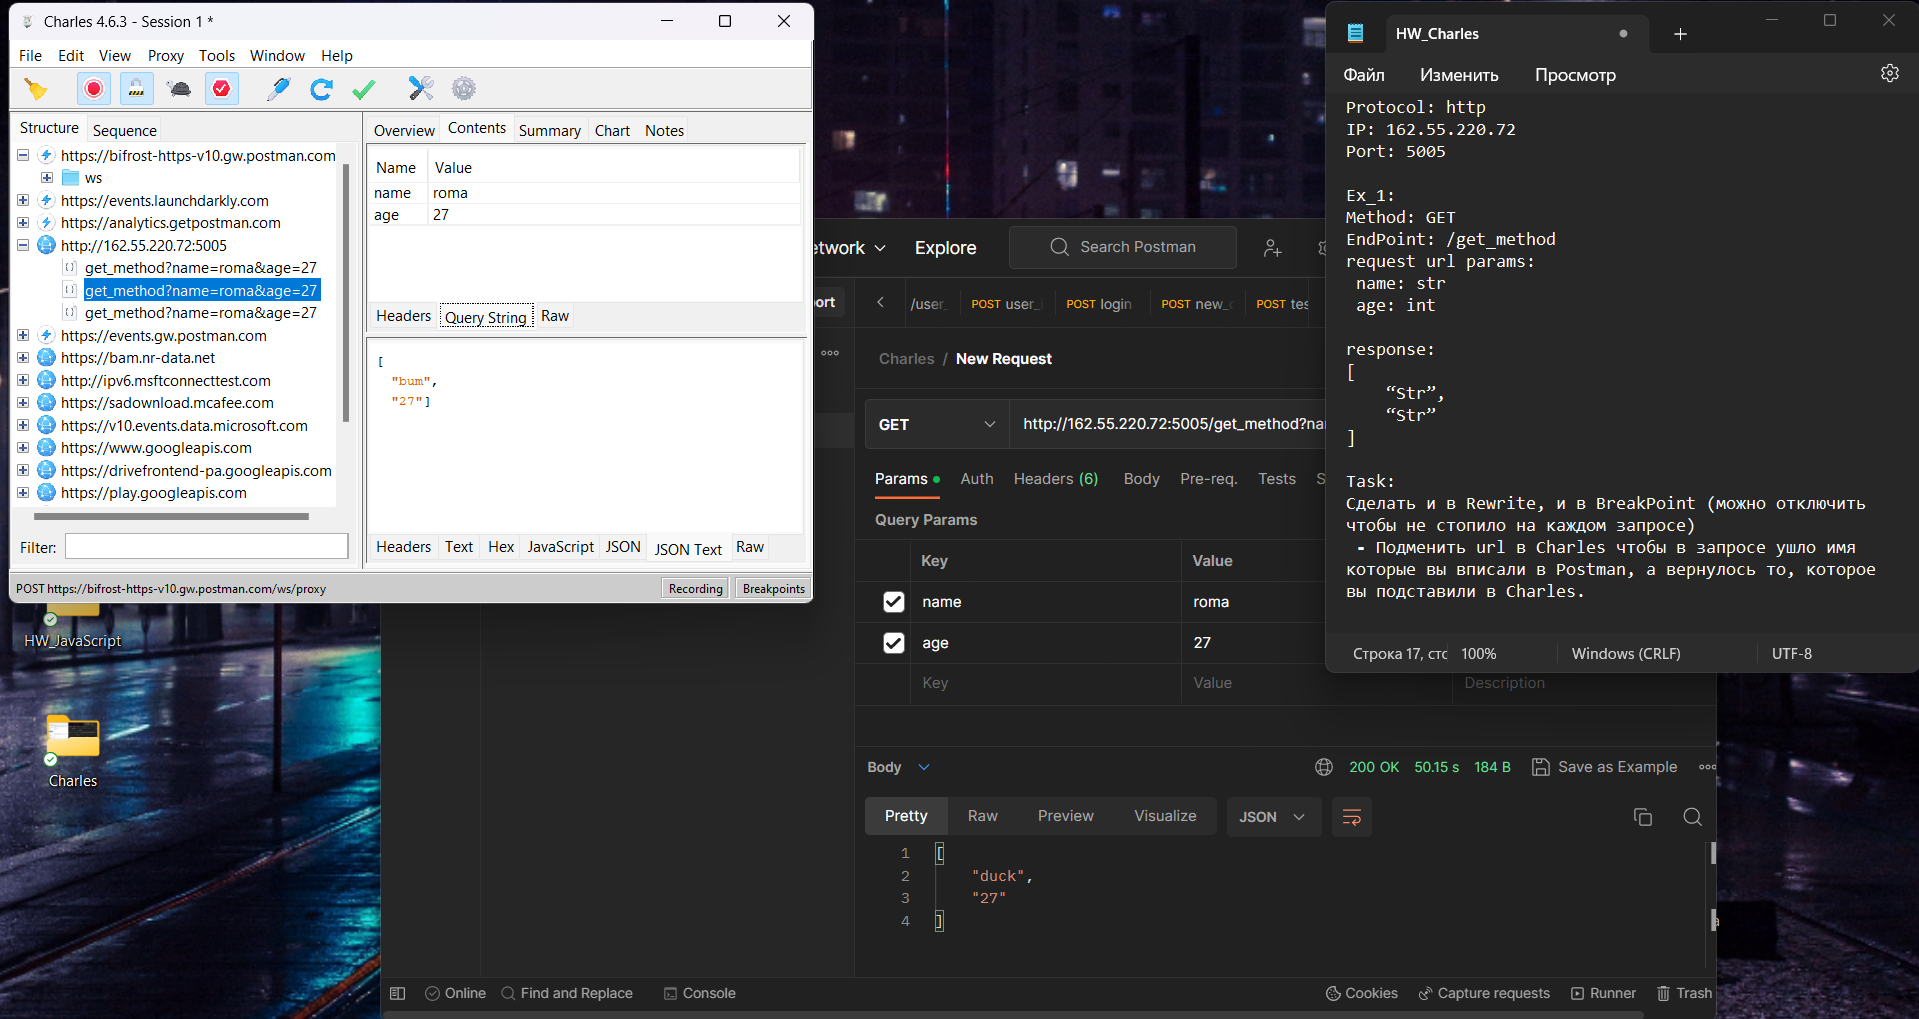 Charles 4.6.3 - Session 1 *
File Edit View Proxy Tools Window Help
Structure Sequence
https://bifrost-https-v10.gw.postman.com
ws
https://events.launchdarkly.com
https://analytics.getpostman.com
http://162.55.220.72:5005
get_method?name=roma&age=27
get_method?name=roma&age=27
get_method?name=roma&age=27
https://events.gw.postman.com
https://bam.nr-data.net
http://ipv6.msftconnecttest.com
https://sadownload.mcafee.com
https://v10.events.data.microsoft.com
https://www.googleapis.com
https://drivefrontend-pa.googleapis.com
https://play.googleapis.com
Filter:
Overview Contents Summary Chart Notes
Name Value
name roma
age 27
Headers Query String Raw
[
"bum",
"27"]
Headers Text Hex JavaScript JSON JSON Text Raw
POST https://bifrost-https-v10.gw.postman.com/ws/proxy
Recording Breakpoints
HW_JavaScript
Charles
etwork Explore Search Postman
ort /user_ POST user_ POST login POST new_ POST tes
Charles / New Request
GET http://162.55.220.72:5005/get_method?na
Params Auth Headers (6) Body Pre-req. Tests S
Query Params
Key Value
name roma
age 27
Key Value Description
Body 200 OK 50.15 s 184 B Save as Example
Pretty Raw Preview Visualize JSON
1 [
2 "duck",
3 "27"
4 ]
Online Find and Replace Console Cookies Capture requests Runner Trash
HW_Charles
Файл Изменить Просмотр
Protocol: http
IP: 162.55.220.72
Port: 5005
Ex_1:
Method: GET
EndPoint: /get_method
request url params:
name: str
age: int
response:
[
“Str”,
“Str”
]
Task:
Сделать и в Rewrite, и в BreakPoint (можно отключить
чтобы не стопило на каждом запросе)
- Подменить url в Charles чтобы в запросе ушло имя
которые вы вписали в Postman, а вернулось то, которое
вы подставили в Charles.
Строка 17, стс 100% Windows (CRLF) UTF-8